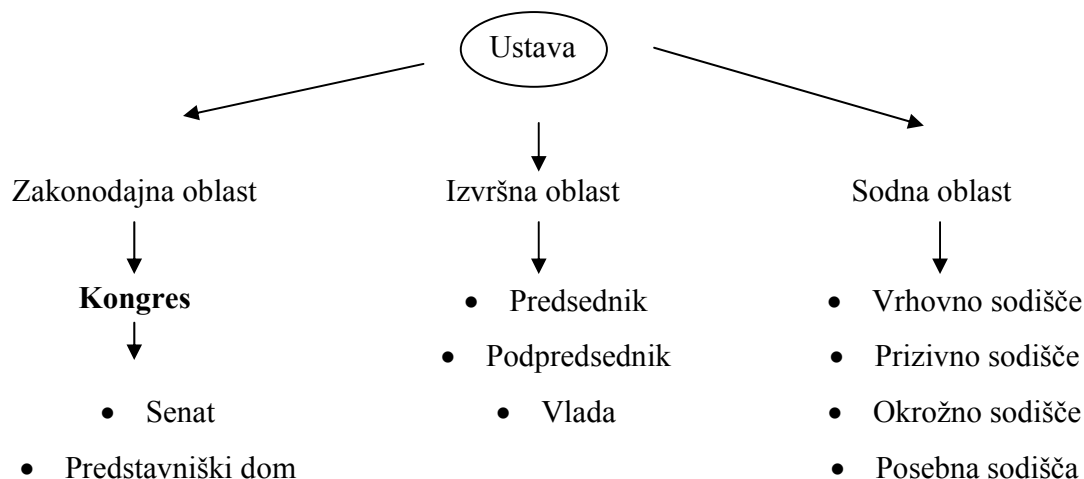 Ustava
Zakonodajna oblast
Izvršna oblast
Sodna oblast
Kongres
• Senat
• Predstavniški dom
• Predsednik
• Podpredsednik
• Vlada
• Vrhovno sodišče
• Prizivno sodišče
• Okrožno sodišče
• Posebna sodišča